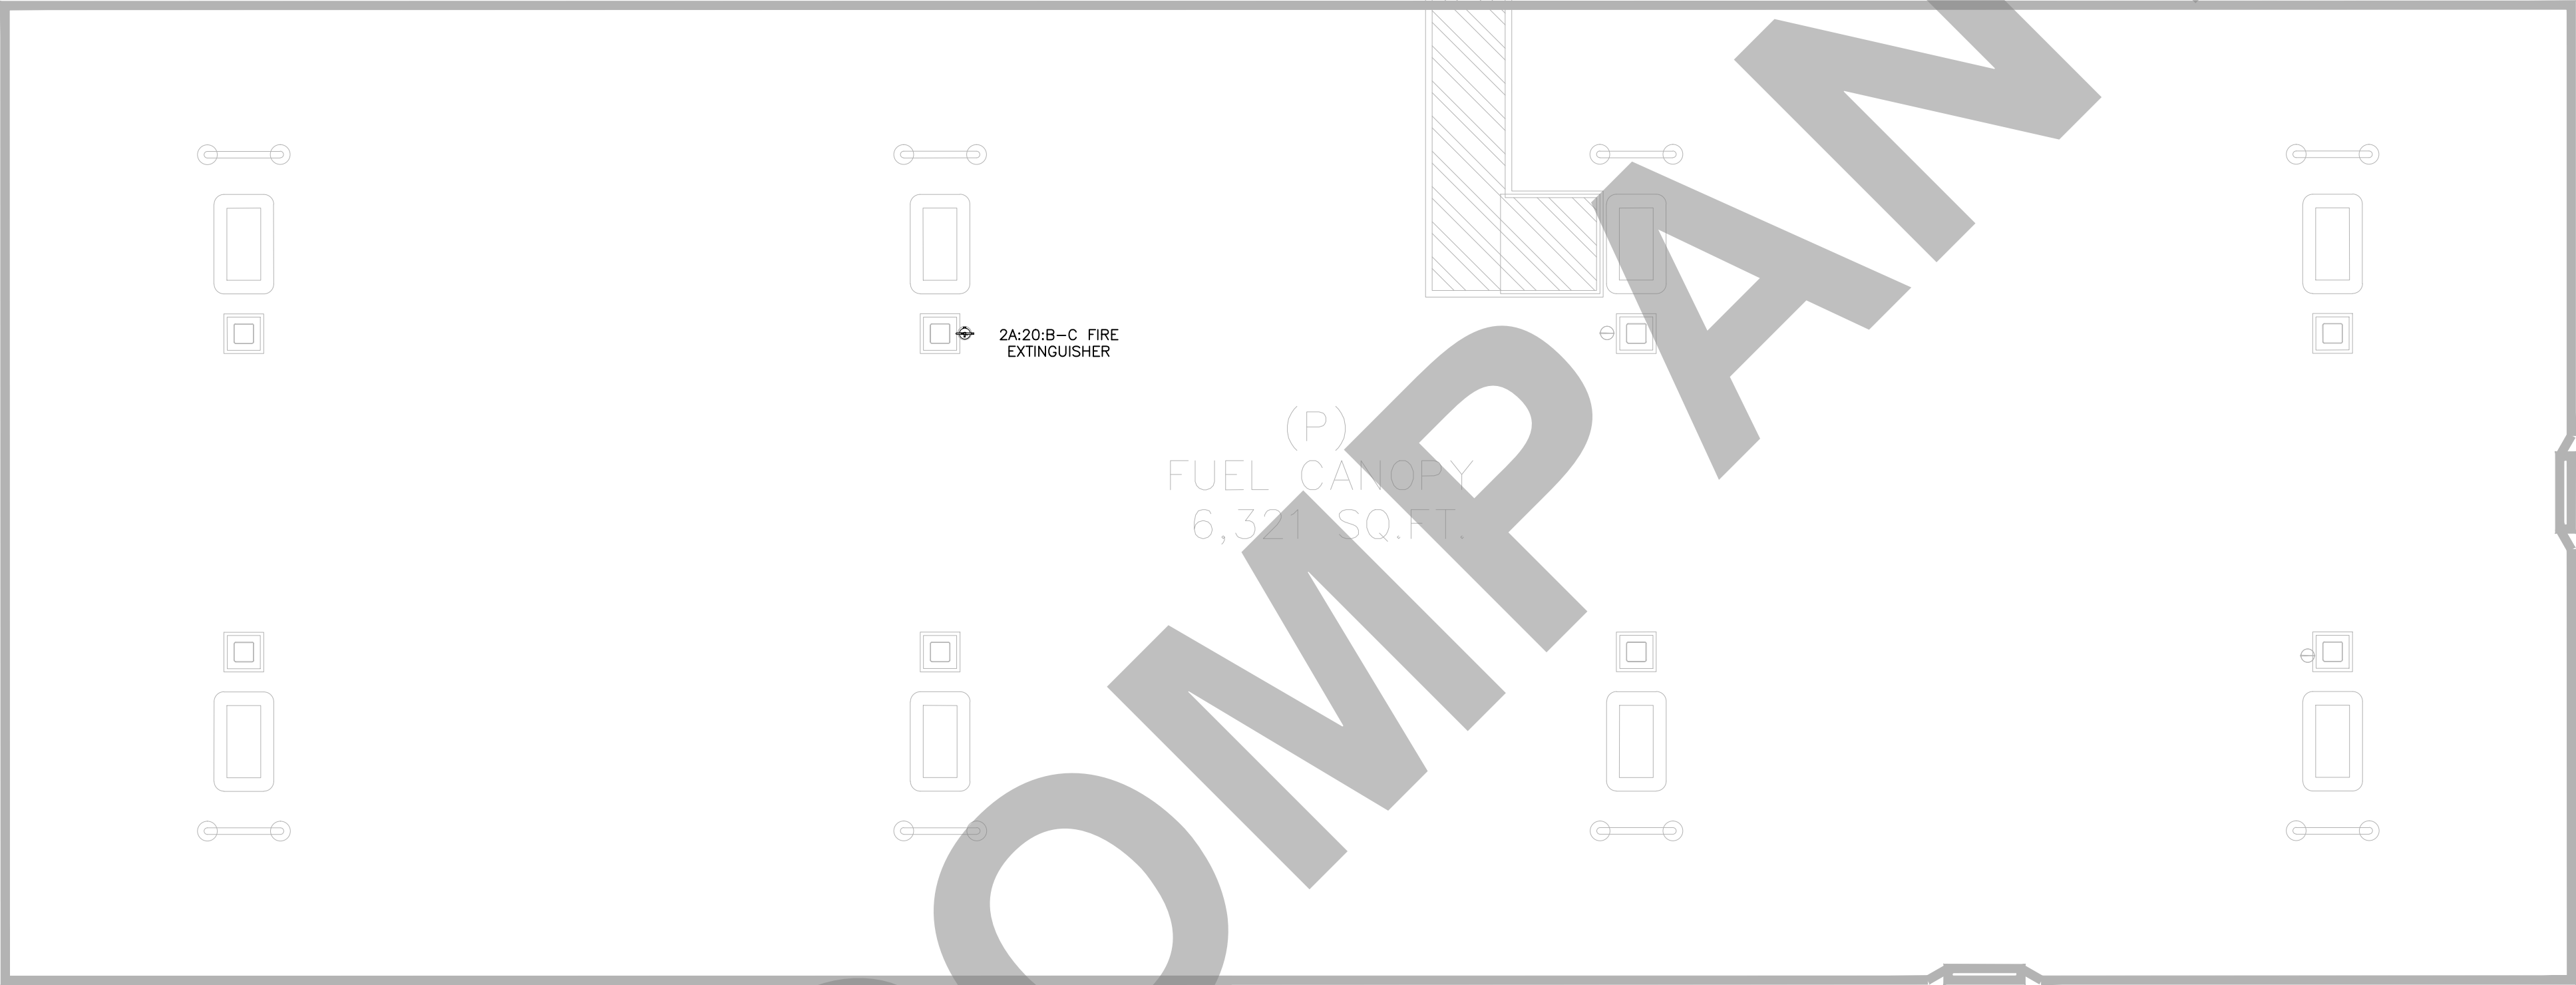 2A:20:B-C FIRE
EXTINGUISHER
(P)
FUEL CANOPY
6,321 SQ.FT.
OMPAN